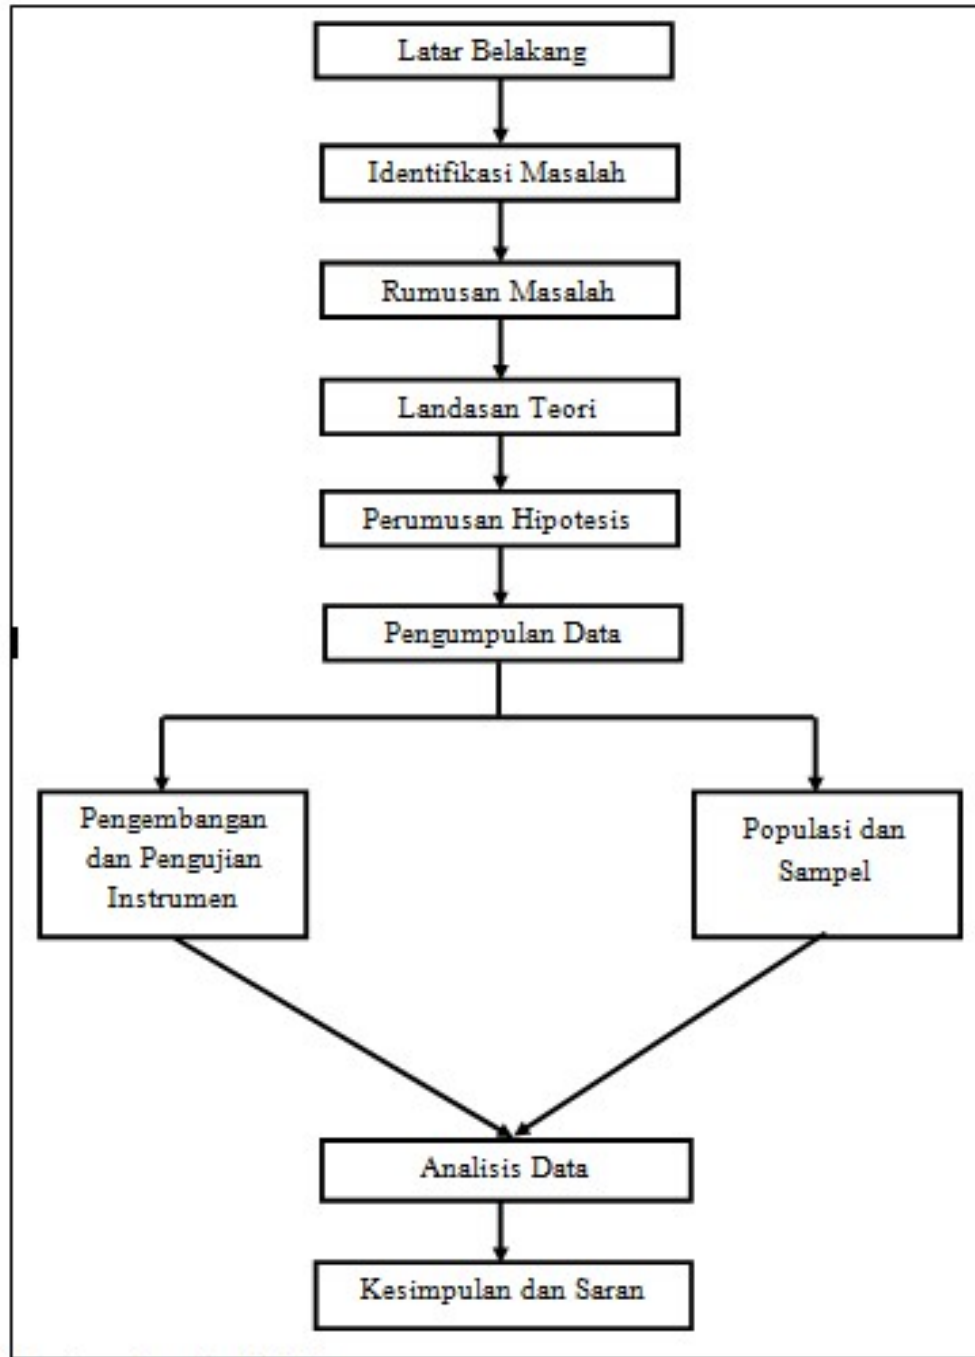 Latar Belakang
Identifikasi Masalah
Rumusan Masalah
Landasan Teori
Perumusan Hipotesis
Pengumpulan Data
Pengembangan
dan Pengujian
Instrumen
Populasi dan
Sampel
Analisis Data
Kesimpulan dan Saran